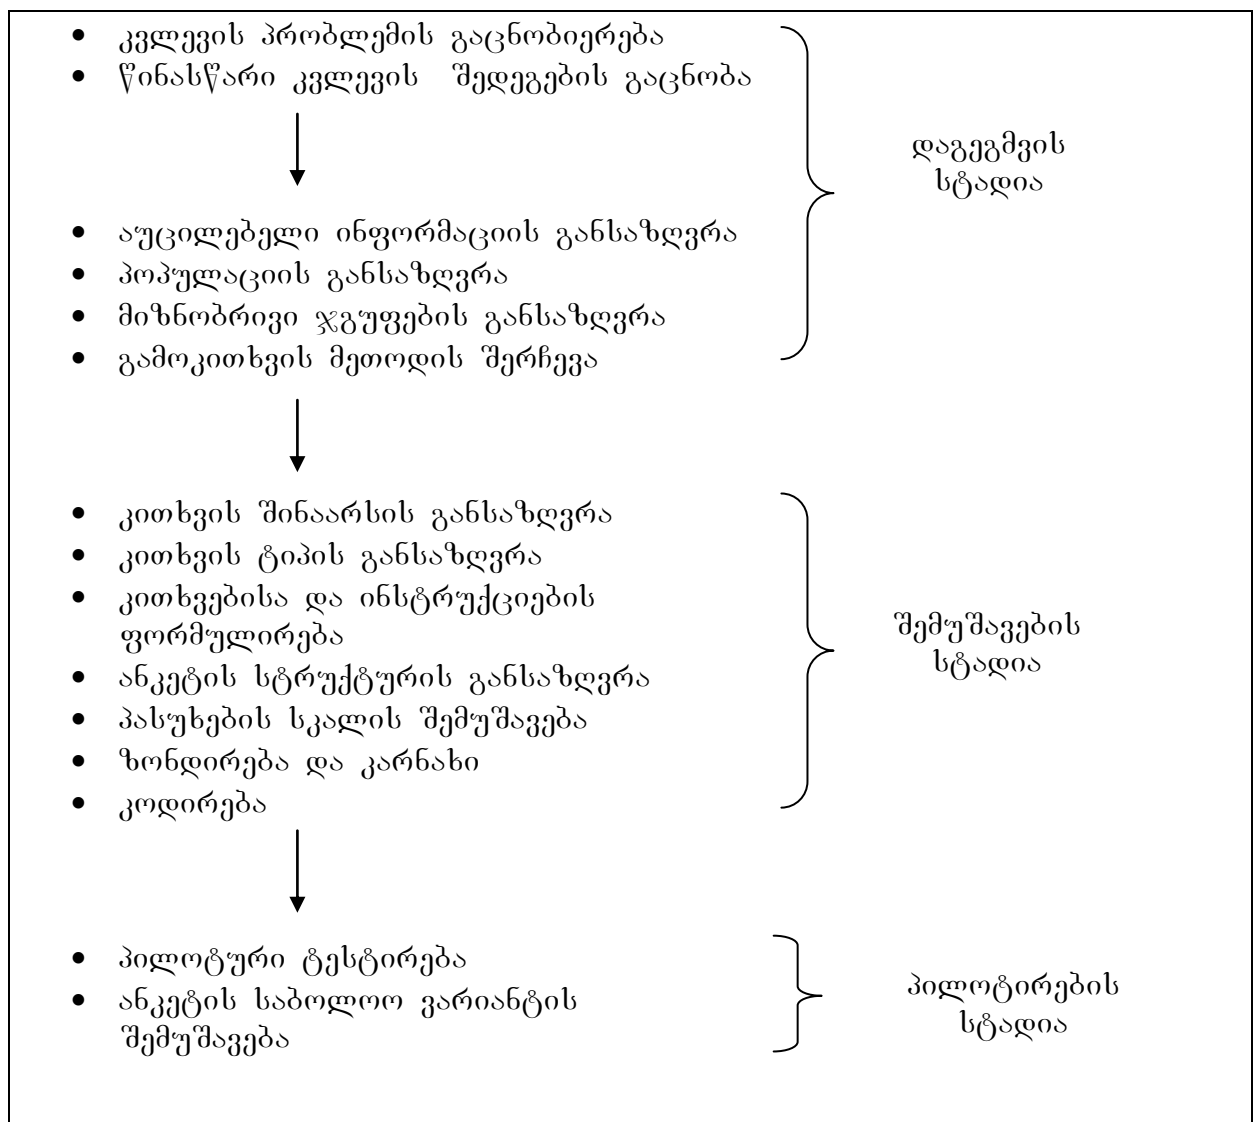 • კვლევის პრობლემის გაცნობიერება
• წინასწარი კვლევის შედეგების გაცნობა
დაგეგმვის
სტადია
• აუცილებელი ინფორმაციის განსაზღვრა
• პოპულაციის განსაზღვრა
• მიზნობრივი ჯგუფების განსაზღვრა
• გამოკითხვის მეთოდის შერჩევა
• კითხვის შინაარსის განსაზღვრა
• კითხვის ტიპის განსაზღვრა
• კითხვებისა და ინსტრუქციების
ფორმულირება
• ანკეტის სტრუქტურის განსაზღვრა
• პასუხების სკალის შემუშავება
• ზონდირება და კარნახი
• კოდირება
შემუშავების
სტადია
• პილოტური ტესტირება
• ანკეტის საბოლოო ვარიანტის
შემუშავება
პილოტირების
სტადია